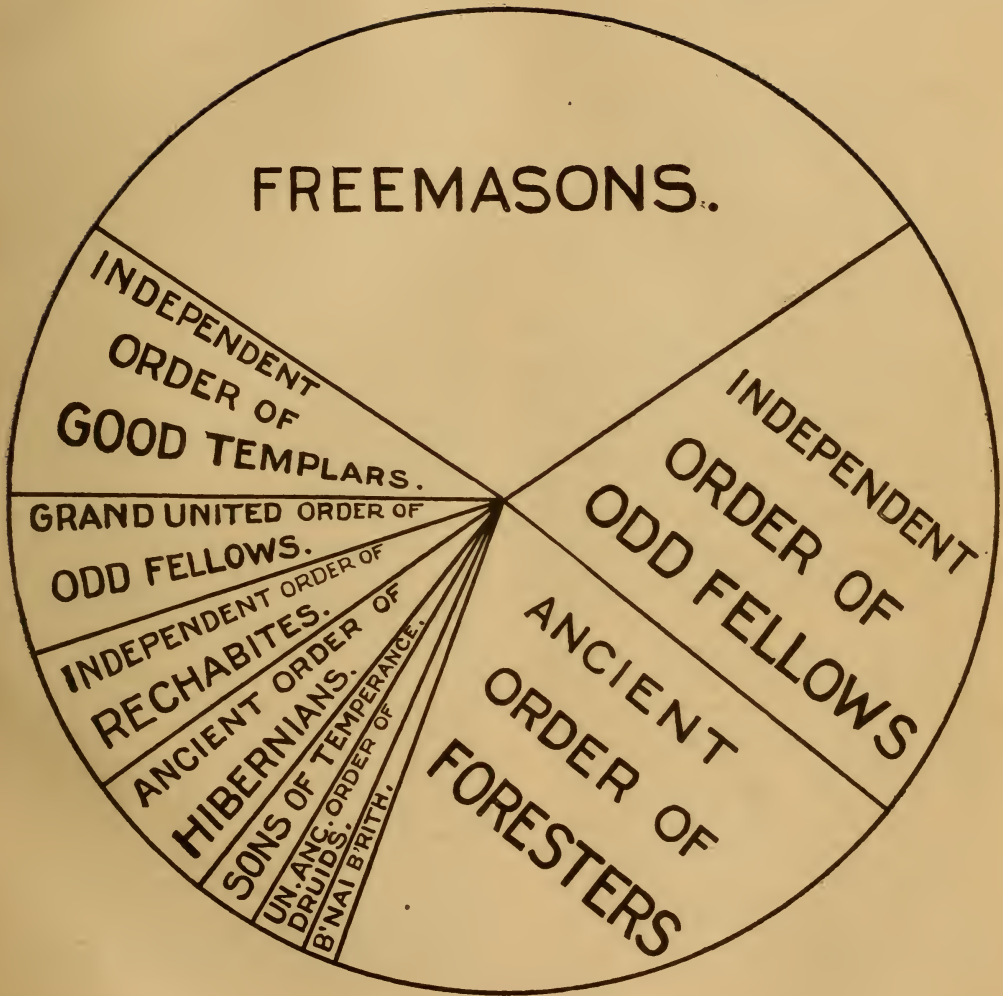 FREEMASONS.
INDEPENDENT
ORDER OF
ODD FELLOWS
ANCIENT
ORDER OF
FORESTERS
B'NAI B'RITH.
UN. ANC. ORDER OF
DRUIDS.
SONS OF TEMPERANCE.
ANCIENT ORDER OF
HIBERNIANS.
INDEPENDENT ORDER OF
RECHABITES.
GRAND UNITED ORDER OF
ODD FELLOWS.
INDEPENDENT
ORDER OF
GOOD TEMPLARS.